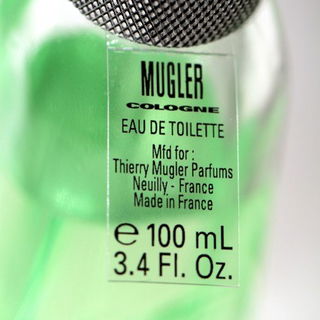 MUGLER
COLOGNE
EAU DE TOILETTE
Mfd for :
Thierry Mugler Parfums
Neuilly - France
Made in France
℮ 100 mL
3.4 Fl. Oz.